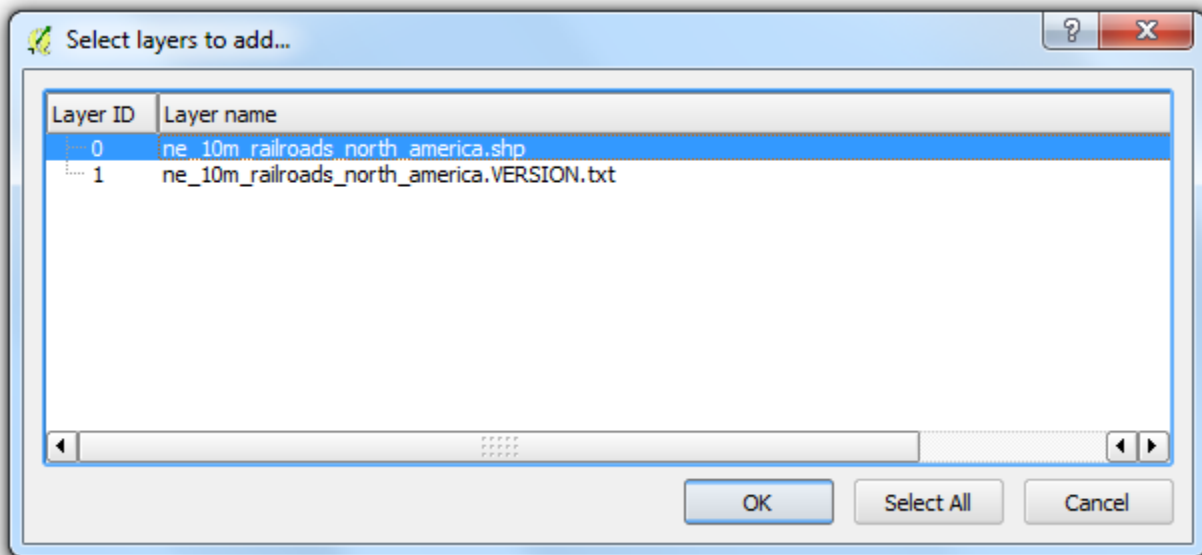 Select layers to add...
Layer ID Layer name
0 ne_10m_railroads_north_america.shp
1 ne_10m_railroads_north_america.VERSION.txt
OK Select All Cancel